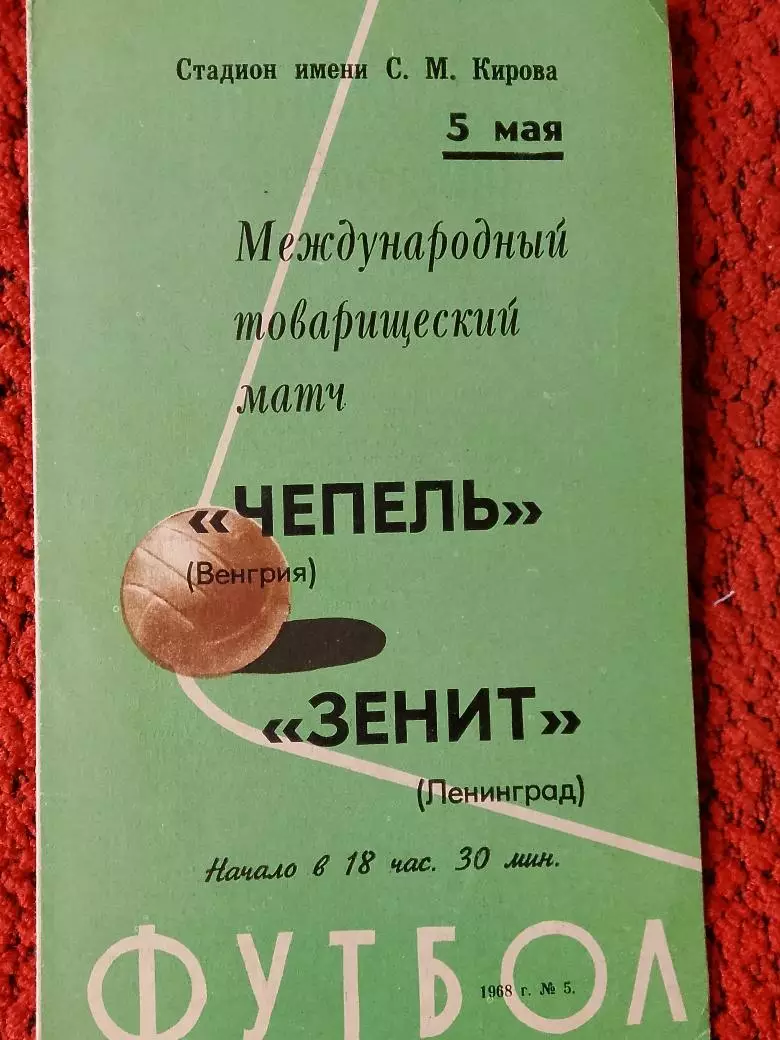 Стадион имени С. М. Кирова
5 мая
Международный
товарищеский
матч
«ЧЕПЕЛЬ»
(Венгрия)
«ЗЕНИТ»
(Ленинград)
Начало в 18 час. 30 мин.
ФУТБОЛ
1968 г. № 5.